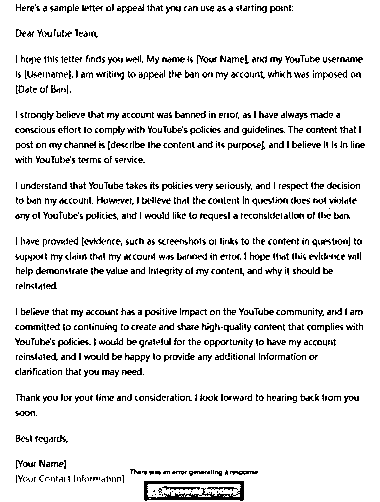 Here's a sample letter of appeal that you can use as a starting point:
Dear YouTube Team,
I hope this letter finds you well. My name is [Your Name], and my YouTube username
is [Username]. I am writing to appeal the ban on my account, which was imposed on
[Date of Ban].
I strongly believe that my account was banned in error, as I have always made a
conscious effort to comply with YouTube's policies and guidelines. The content that I
post on my channel is [describe the content and its purpose], and I believe it is in line
with YouTube's terms of service.
I understand that YouTube takes its policies very seriously, and I respect the decision
to ban my account. However, I believe that the content in question does not violate
any of YouTube's policies, and I would like to request a reconsideration of the ban.
I have provided [evidence, such as screenshots or links to the content in question] to
support my claim that my account was banned in error. I hope that this evidence will
help demonstrate the value and integrity of my content, and why it should be
reinstated.
I believe that my account has a positive impact on the YouTube community, and I am
committed to continuing to create and share high-quality content that complies with
YouTube's policies. I would be grateful for the opportunity to have my account
reinstated, and I would be happy to provide any additional information or
clarification that you may need.
Thank you for your time and consideration. I look forward to hearing back from you
soon.
Best regards,
[Your Name]
[Your Contact Information]
There was an error generating a response
Regenerate response